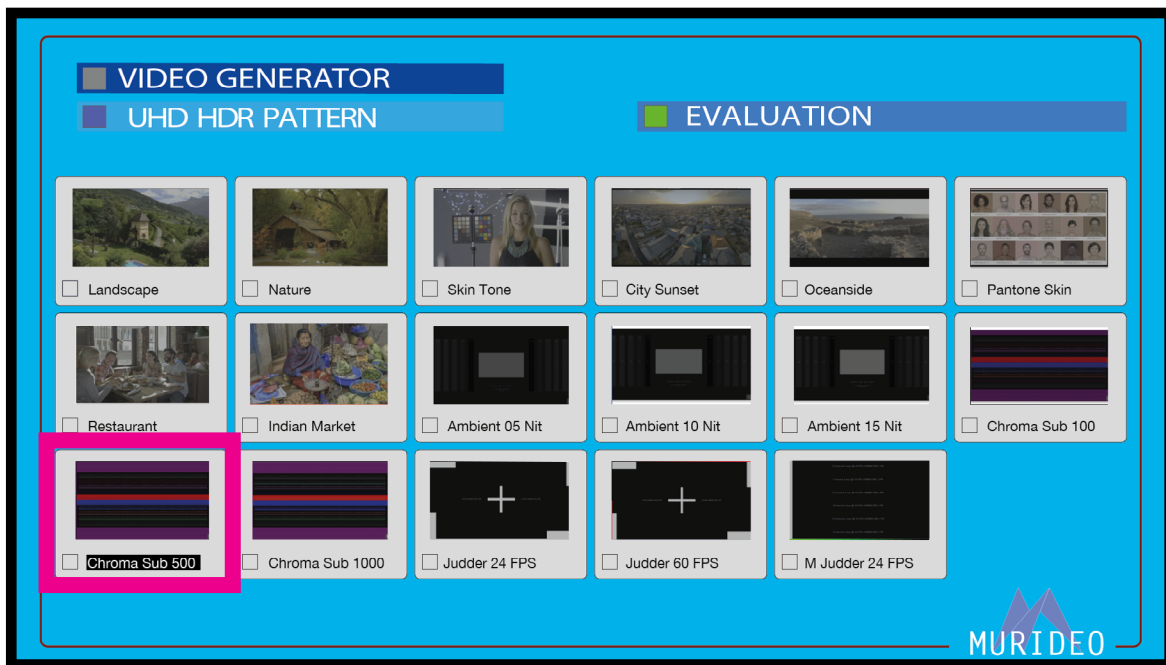 VIDEO GENERATOR
UHD HDR PATTERN
EVALUATION
Landscape
Nature
Skin Tone
City Sunset
Oceanside
Pantone Skin
Restaurant
Indian Market
Ambient 05 Nit
Ambient 10 Nit
Ambient 15 Nit
Chroma Sub 100
Chroma Sub 500
Chroma Sub 1000
Judder 24 FPS
Judder 60 FPS
M Judder 24 FPS
MURIDEO